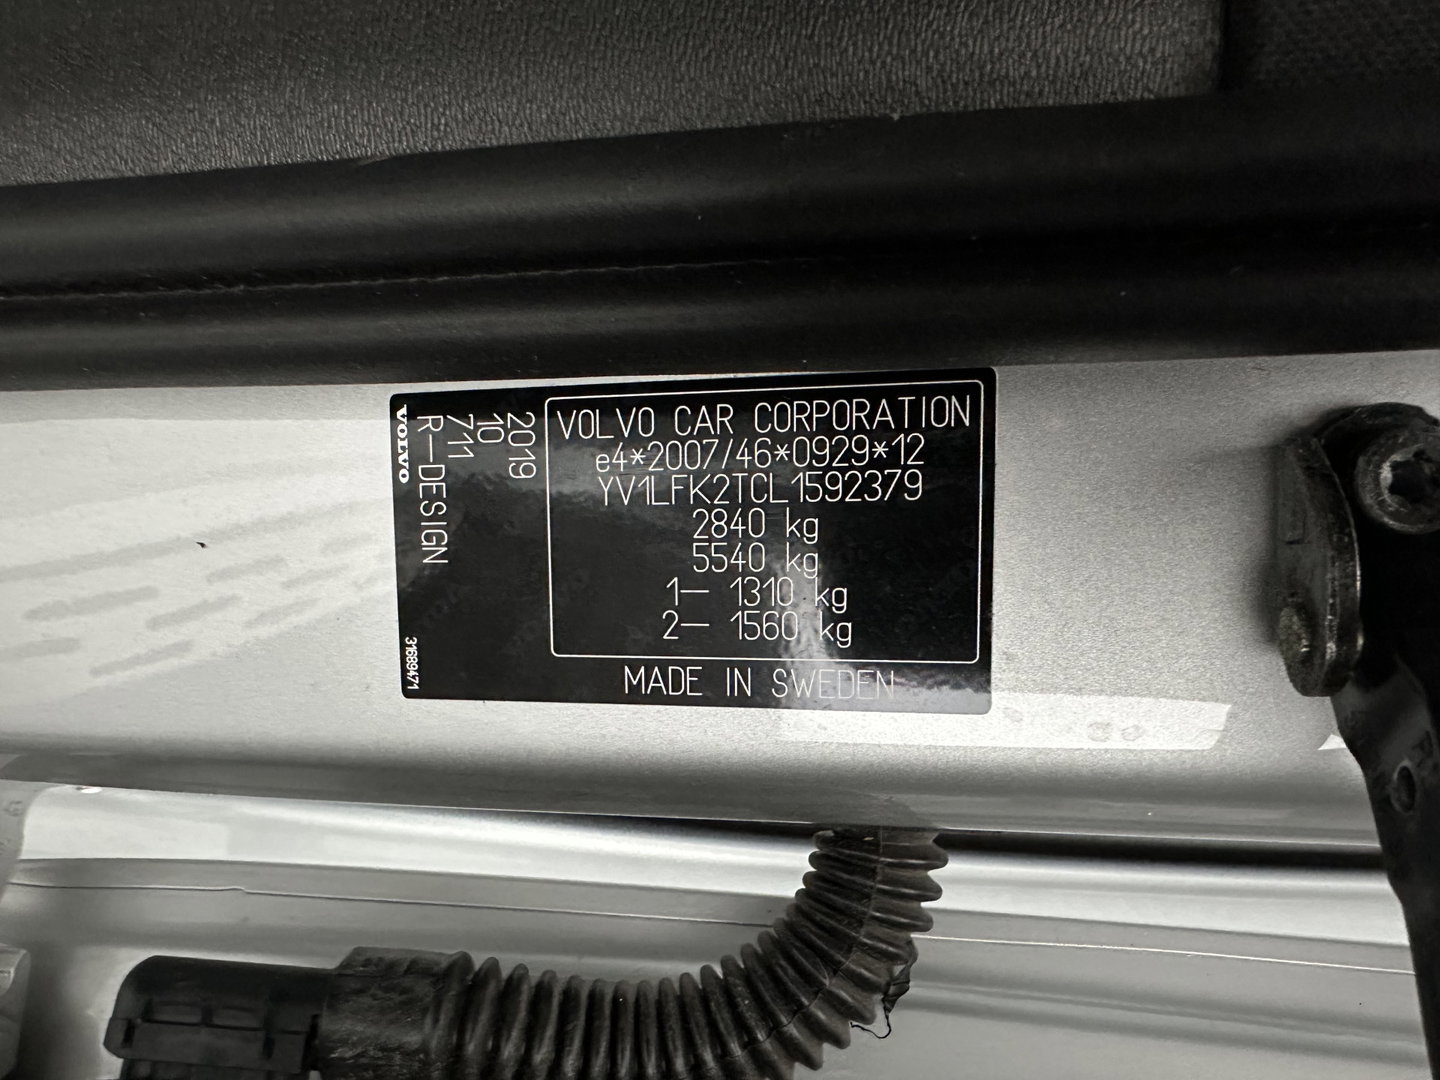 VOLVO CAR CORPORATION
e4*2007/46*0929*12
YV1LFK2TCL1592379
2840 kg
5540 kg
1– 1310 kg
2– 1560 kg
MADE IN SWEDEN
2019
10
711
R–DESIGN
VOLVO
31689471